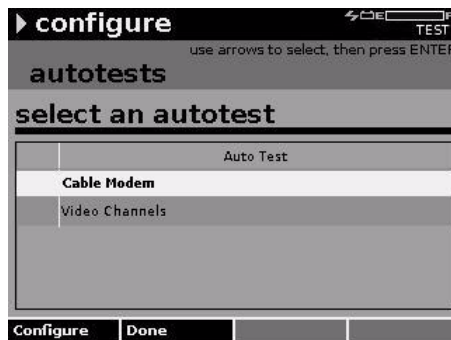 configure
E F
TEST
use arrows to select, then press ENTER
autotests
select an autotest
Auto Test
Cable Modem
Video Channels
Configure Done